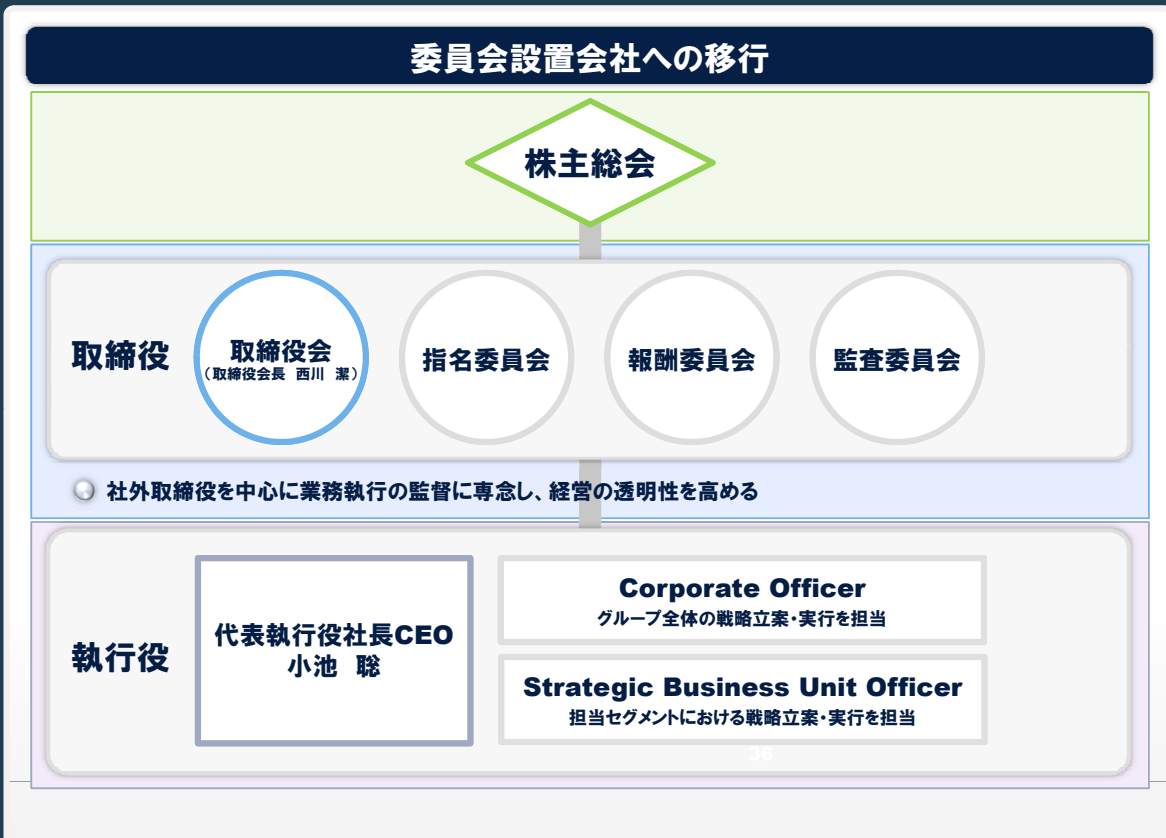 委員会設置会社への移行
株主総会
取締役
取締役会
（取締役会長　西川　潔）
指名委員会
報酬委員会
監査委員会
社外取締役を中心に業務執行の監督に専念し、経営の透明性を高める
執行役
代表執行役社長CEO
小池　聡
Corporate Officer
グループ全体の戦略立案・実行を担当
Strategic Business Unit Officer
担当セグメントにおける戦略立案・実行を担当
36